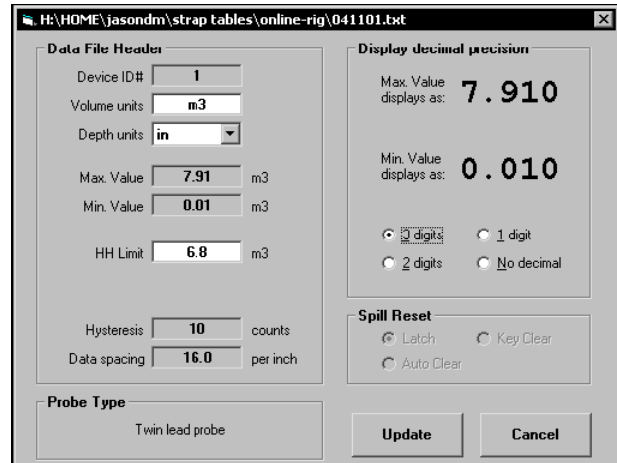 H:\HOME\jasondm\strap tables\online-rig\041101.txt
Data File Header
Device ID# 1
Volume units m3
Depth units in
Max. Value 7.91 m3
Min. Value 0.01 m3
HH Limit 6.8 m3
Hysteresis 10 counts
Data spacing 16.0 per inch
Probe Type
Twin lead probe
Display decimal precision
Max. Value
displays as: 7.910
Min. Value
displays as: 0.010
3 digits 1 digit
2 digits No decimal
Spill Reset
Latch Key Clear
Auto Clear
Update Cancel